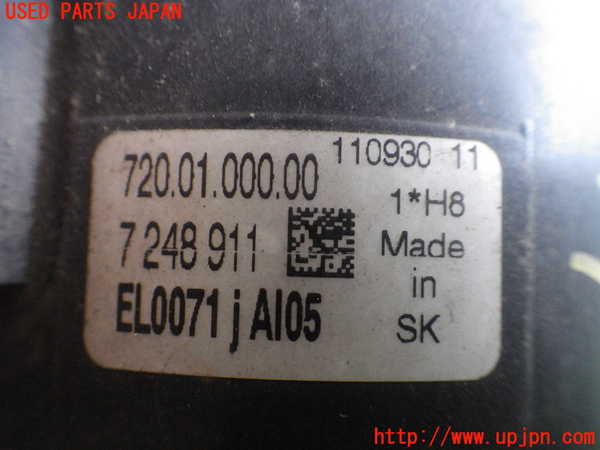 USED PARTS JAPAN
720.01.000.00
110930 11
7 248 911
1*H8
EL0071 j AI05
Made
in
SK
http://www.upjpn.com/